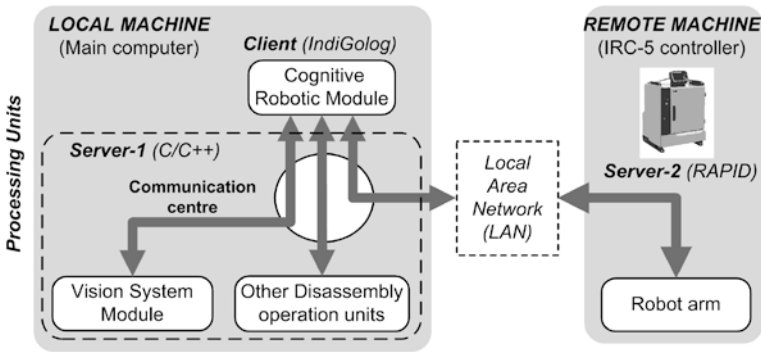 LOCAL MACHINE
(Main computer)
Client (IndiGolog)
Cognitive
Robotic Module
Processing Units
Server-1 (C/C++)
Communication
centre
Vision System
Module
Other Disassembly
operation units
Local
Area
Network
(LAN)
REMOTE MACHINE
(IRC-5 controller)
Server-2 (RAPID)
Robot arm